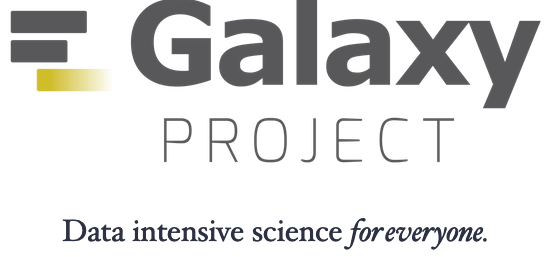 Galaxy
PROJECT
Data intensive science for everyone.